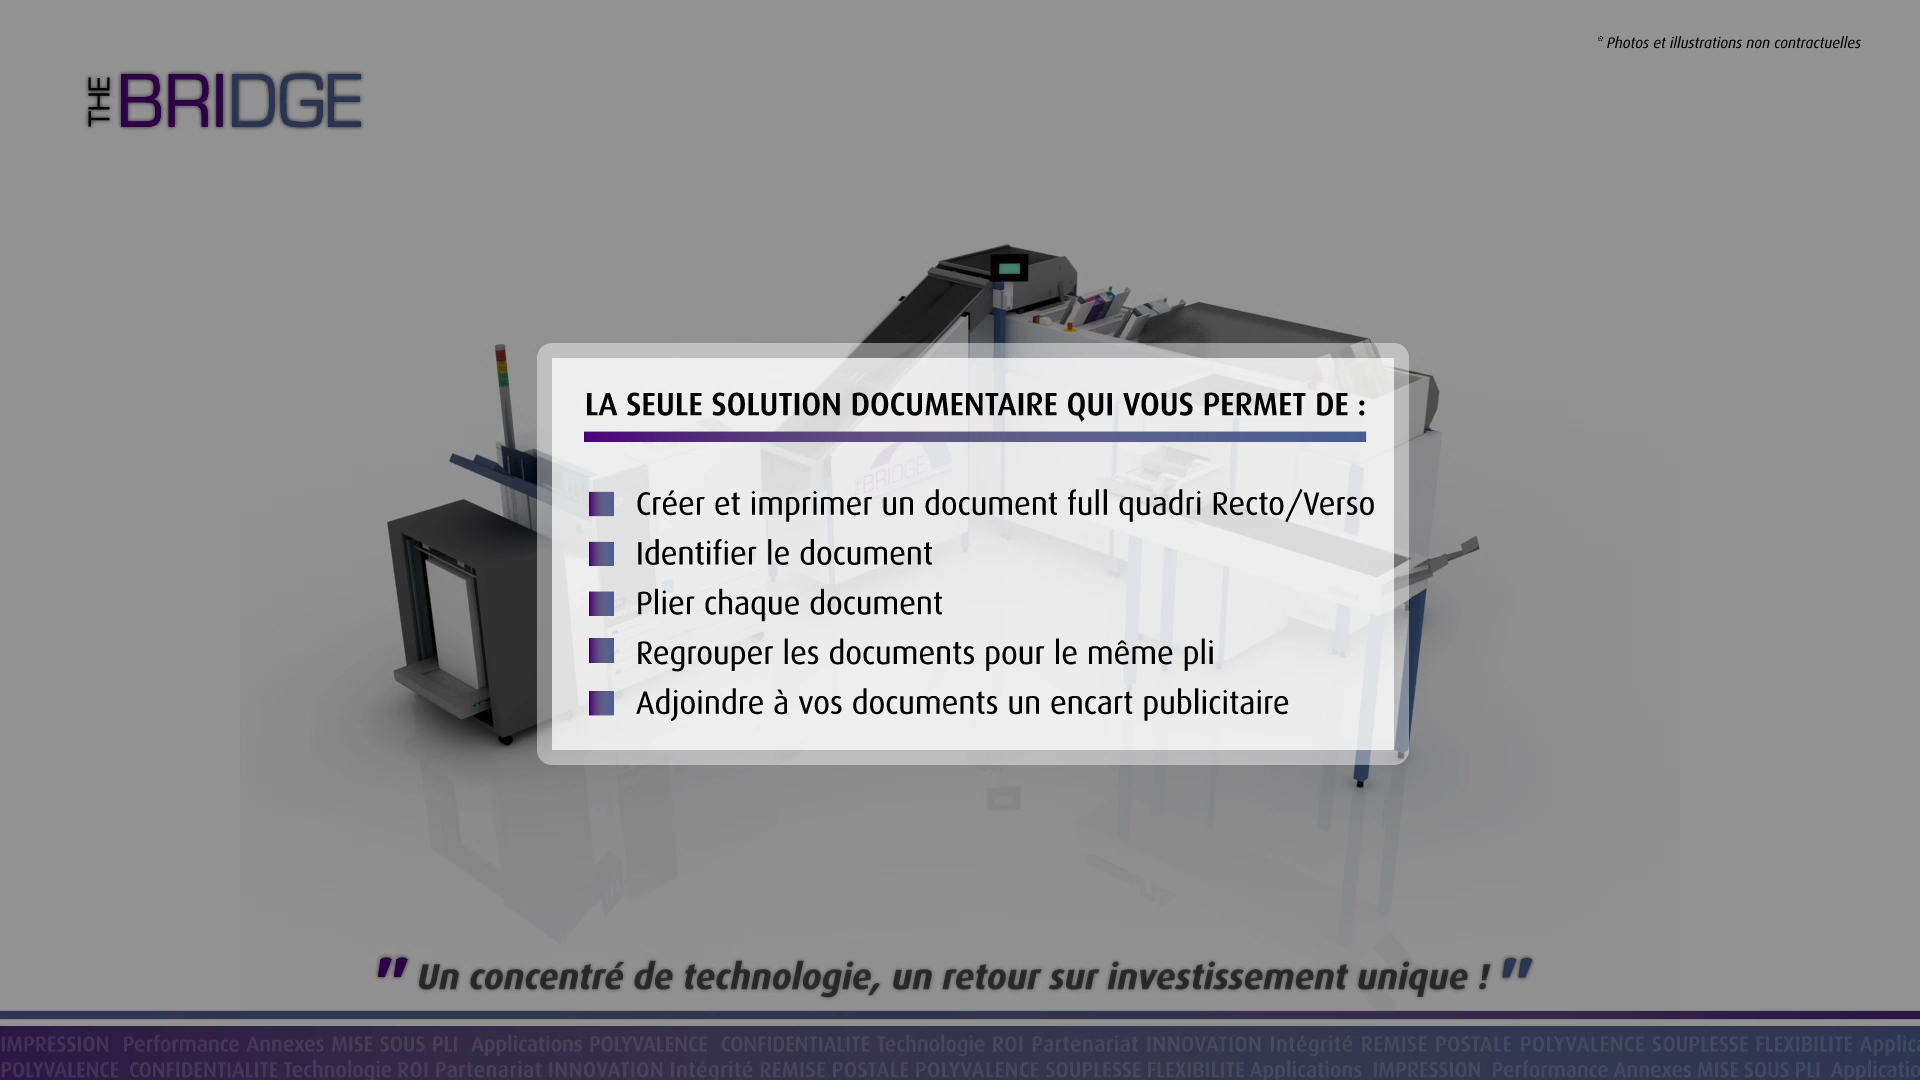 * Photos et illustrations non contractuelles
THE BRIDGE
LA SEULE SOLUTION DOCUMENTAIRE QUI VOUS PERMET DE :
BRIDGE
Créer et imprimer un document full quadri Recto/Verso
Identifier le document
Plier chaque document
Regrouper les documents pour le même pli
Adjoindre à vos documents un encart publicitaire
" Un concentré de technologie, un retour sur investissement unique ! "
IMPRESSION Performance Annexes MISE SOUS PLI Applications POLYVALENCE CONFIDENTIALITE Technologie ROI Partenariat INNOVATION Intégrité REMISE POSTALE POLYVALENCE SOUPLESSE FLEXIBILITE Applica
POLYVALENCE CONFIDENTIALITE Technologie ROI Partenariat INNOVATION Intégrité REMISE POSTALE POLYVALENCE SOUPLESSE FLEXIBILITE Applications IMPRESSION Performance Annexes MISE SOUS PLI Applicatio